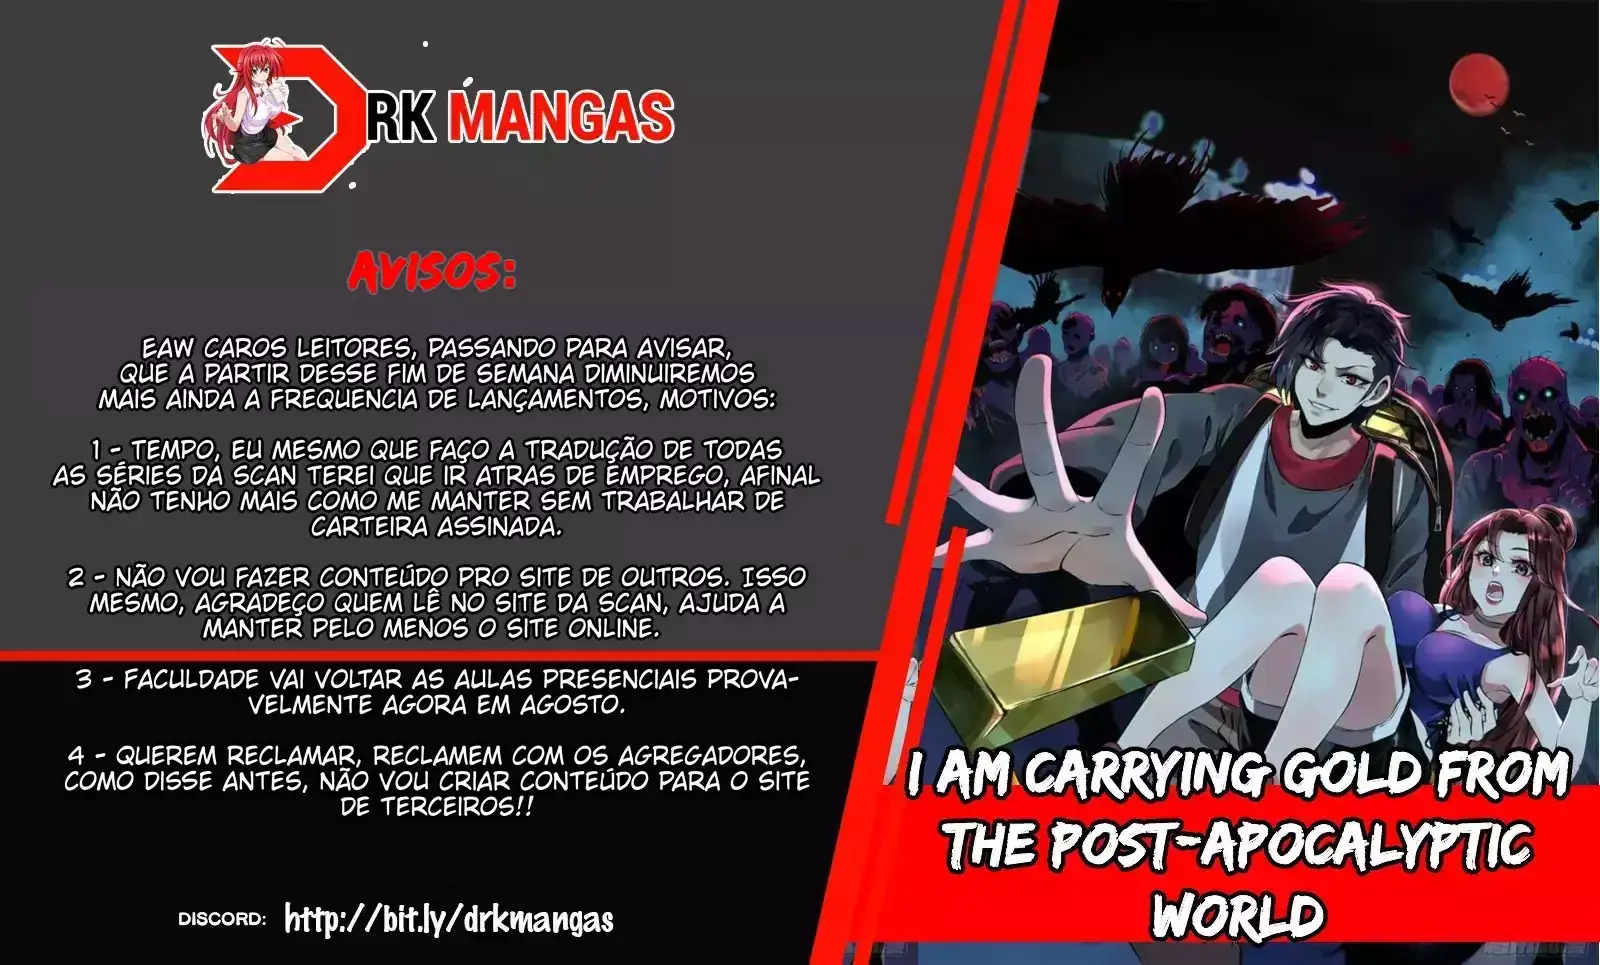 DRK MANGAS
AVISOS:
EAW CAROS LEITORES, PASSANDO PARA AVISAR,
QUE A PARTIR DESSE FIM DE SEMANA DIMINUIREMOS
MAIS AINDA A FREQUENCIA DE LANÇAMENTOS, MOTIVOS:
1 - TEMPO, EU MESMO QUE FAÇO A TRADUÇÃO DE TODAS
AS SÉRIES DA SCAN TEREI QUE IR ATRAS DE EMPREGO, AFINAL
NÃO TENHO MAIS COMO ME MANTER SEM TRABALHAR DE
CARTEIRA ASSINADA.
2 - NÃO VOU FAZER CONTEÚDO PRO SITE DE OUTROS. ISSO
MESMO, AGRADEÇO QUEM LÊ NO SITE DA SCAN, AJUDA A
MANTER PELO MENOS O SITE ONLINE.
3 - FACULDADE VAI VOLTAR AS AULAS PRESENCIAIS PROVA-
VELMENTE AGORA EM AGOSTO.
4 - QUEREM RECLAMAR, RECLAMEM COM OS AGREGADORES,
COMO DISSE ANTES, NÃO VOU CRIAR CONTEÚDO PARA O SITE
DE TERCEIROS!!
DISCORD: http://bit.ly/drkmangas
I AM CARRYING GOLD FROM
THE POST-APOCALYPTIC
WORLD